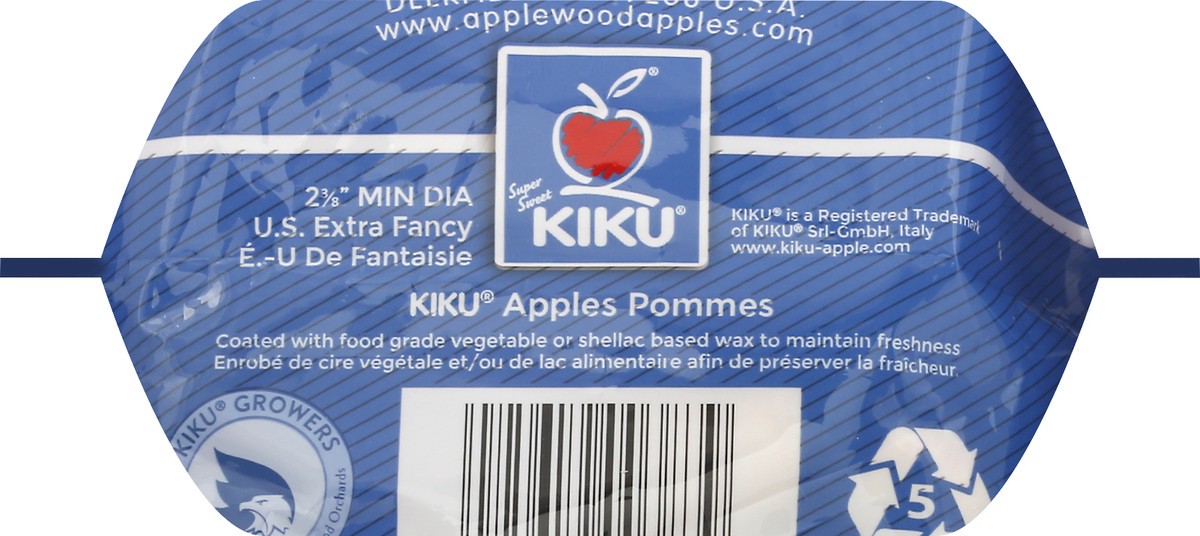 U.S.A.
www.applewoodapples.com
®
Super
Sweet
KIKU®
2⅜” MIN DIA
U.S. Extra Fancy
É.-U De Fantaisie
KIKU® is a Registered Trademark
of KIKU® Srl-GmbH, Italy
www.kiku-apple.com
KIKU® Apples Pommes
Coated with food grade vegetable or shellac based wax to maintain freshness
Enrobé de cire végétale et/ou de lac alimentaire afin de préserver la fraîcheur.
KIKU® GROWERS
Orchards
5